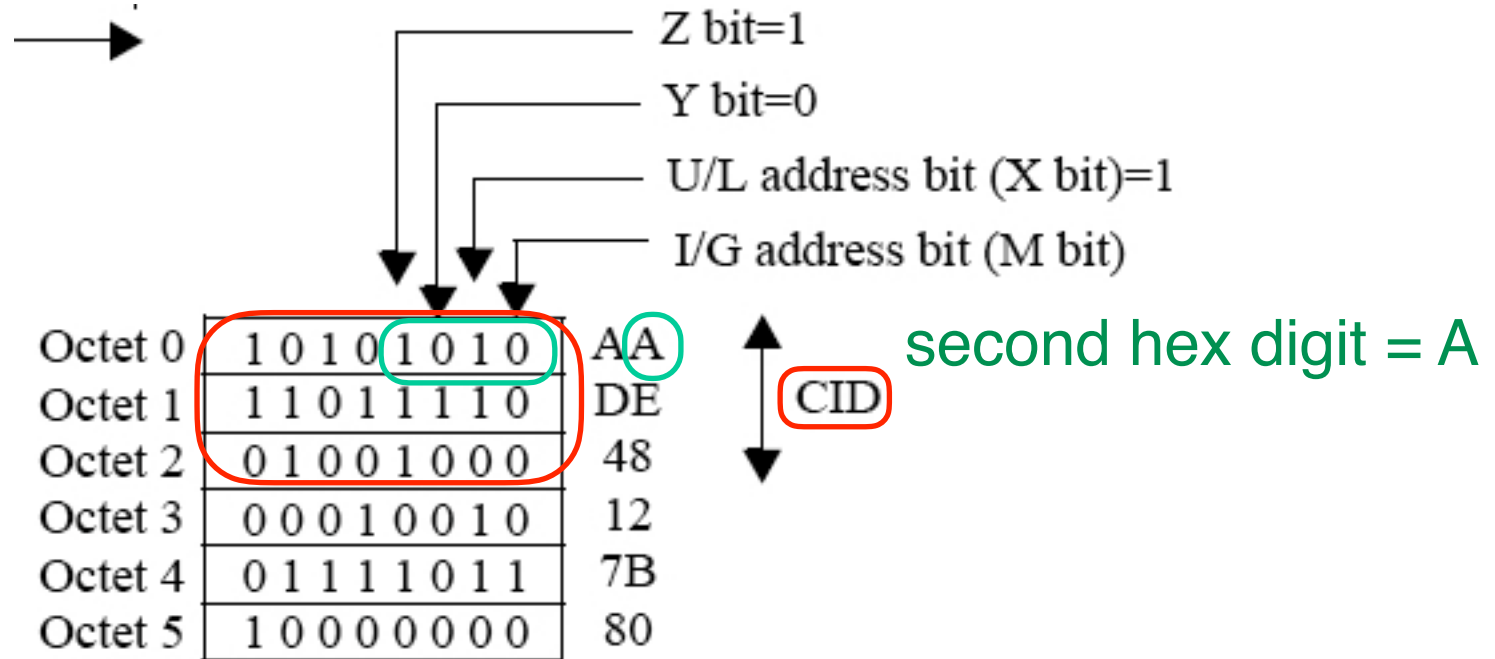 Z bit=1
Y bit=0
U/L address bit (X bit)=1
I/G address bit (M bit)
Octet 0 1 0 1 0 1 0 1 0 AA second hex digit = A
Octet 1 1 1 0 1 1 1 1 0 DE CID
Octet 2 0 1 0 0 1 0 0 0 48
Octet 3 0 0 0 1 0 0 1 0 12
Octet 4 0 1 1 1 1 0 1 1 7B
Octet 5 1 0 0 0 0 0 0 0 80